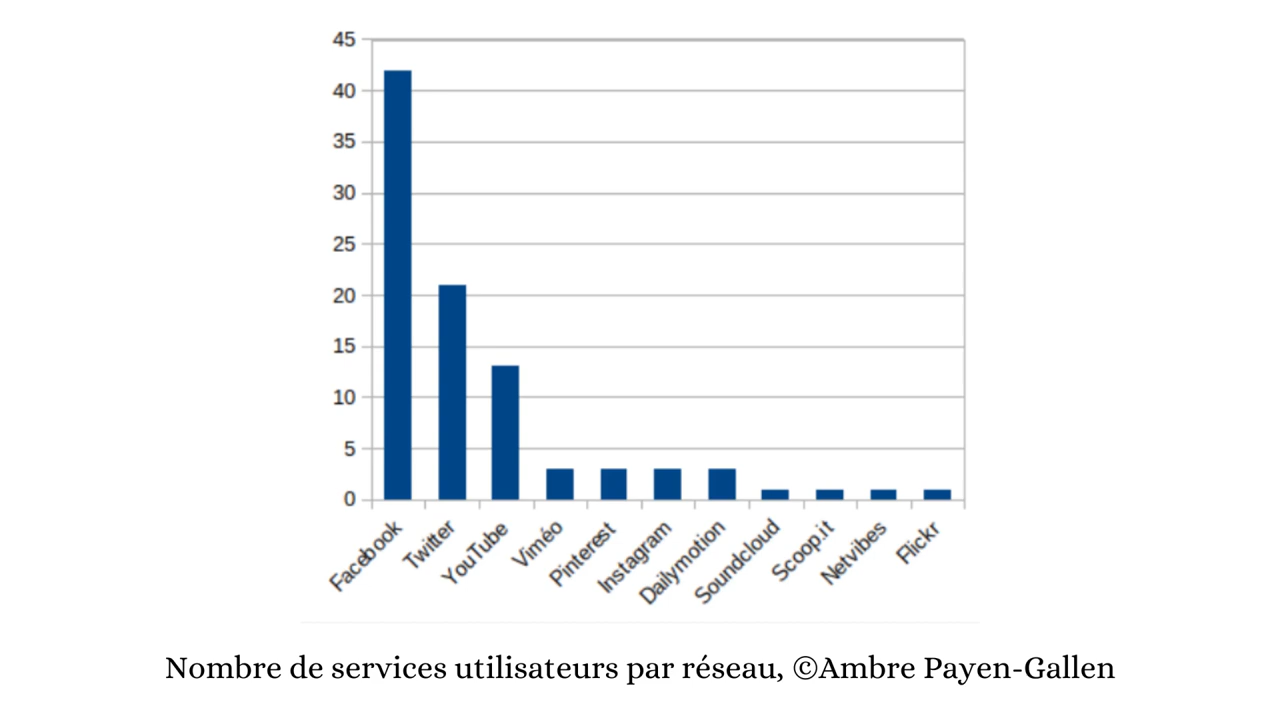 45
40
35
30
25
20
15
10
5
0
Facebook
Twitter
YouTube
Viméo
Pinterest
Instagram
Dailymotion
Soundcloud
Scoop.it
Netvibes
Flickr
Nombre de services utilisateurs par réseau, ©Ambre Payen-Gallen